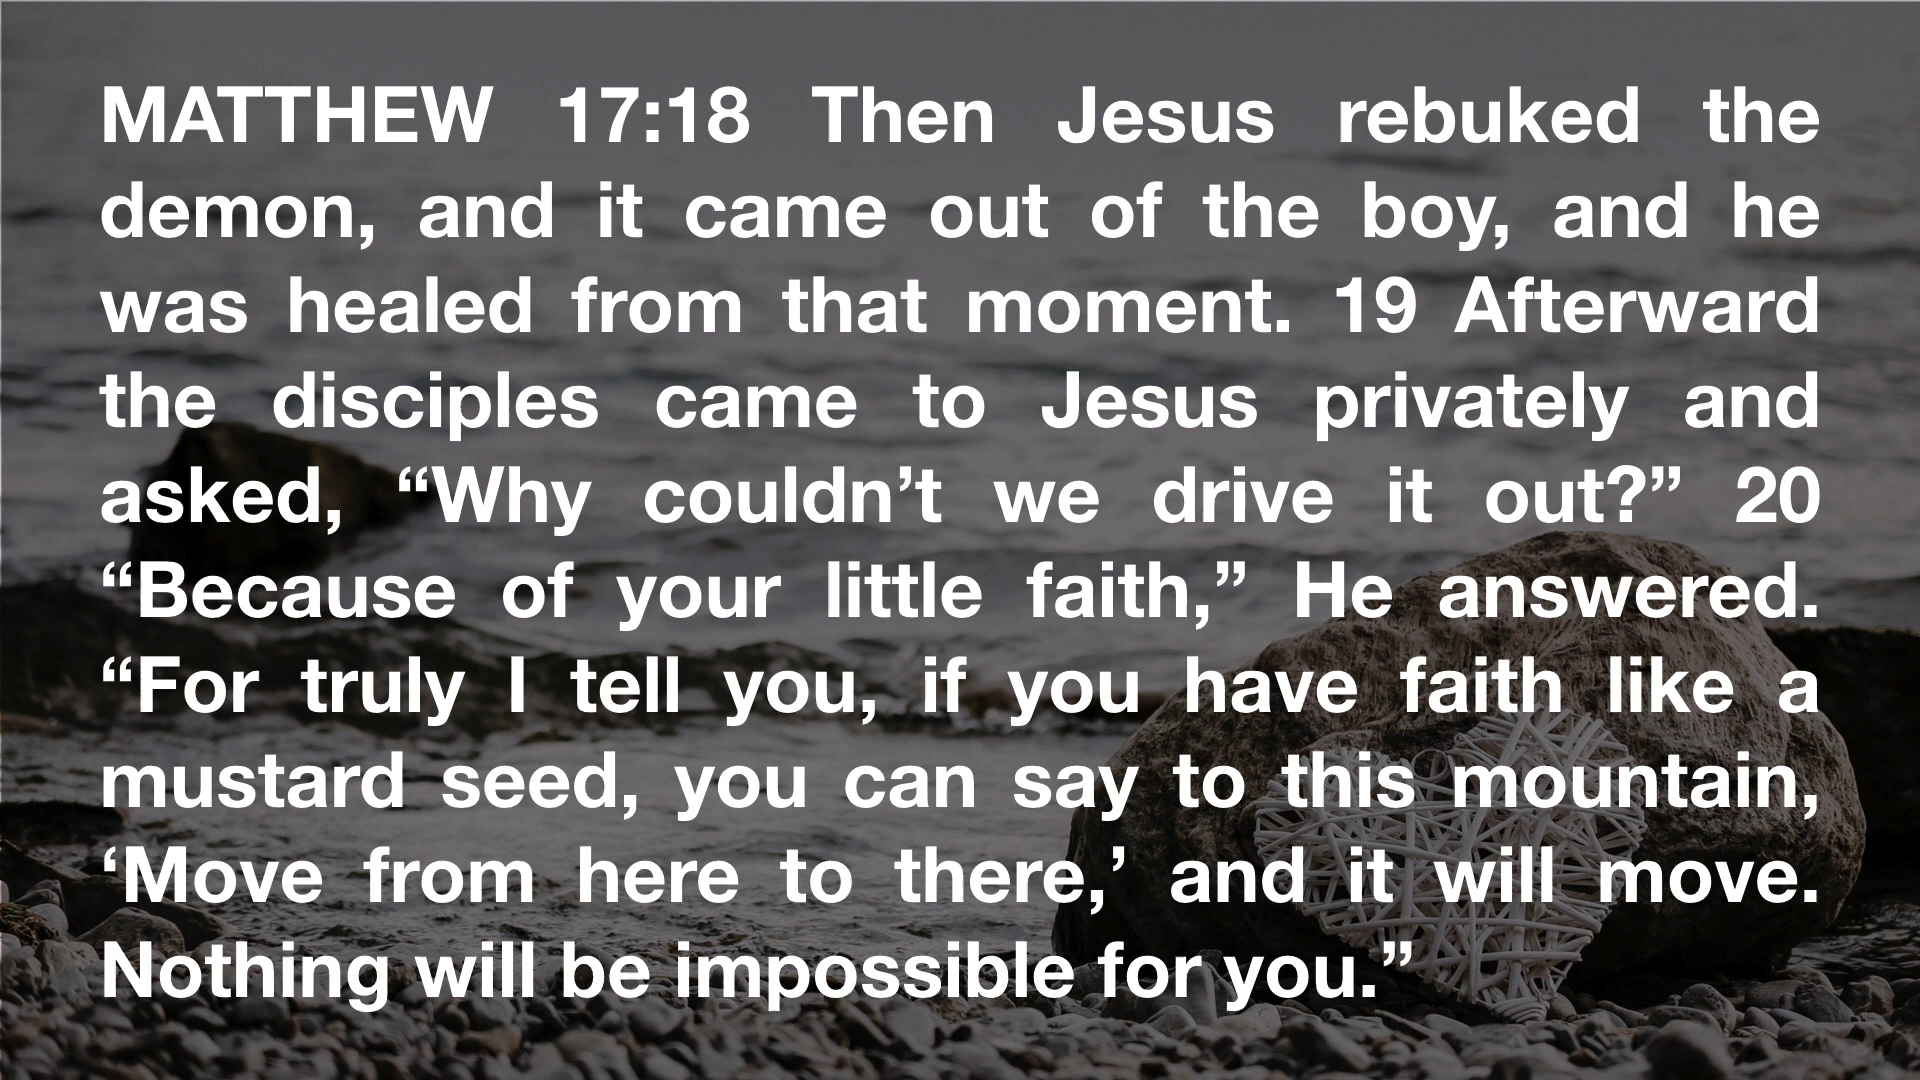 MATTHEW 17:18 Then Jesus rebuked the
demon, and it came out of the boy, and he
was healed from that moment. 19 Afterward
the disciples came to Jesus privately and
asked, “Why couldn’t we drive it out?” 20
“Because of your little faith,” He answered.
“For truly I tell you, if you have faith like a
mustard seed, you can say to this mountain,
‘Move from here to there,’ and it will move.
Nothing will be impossible for you.”